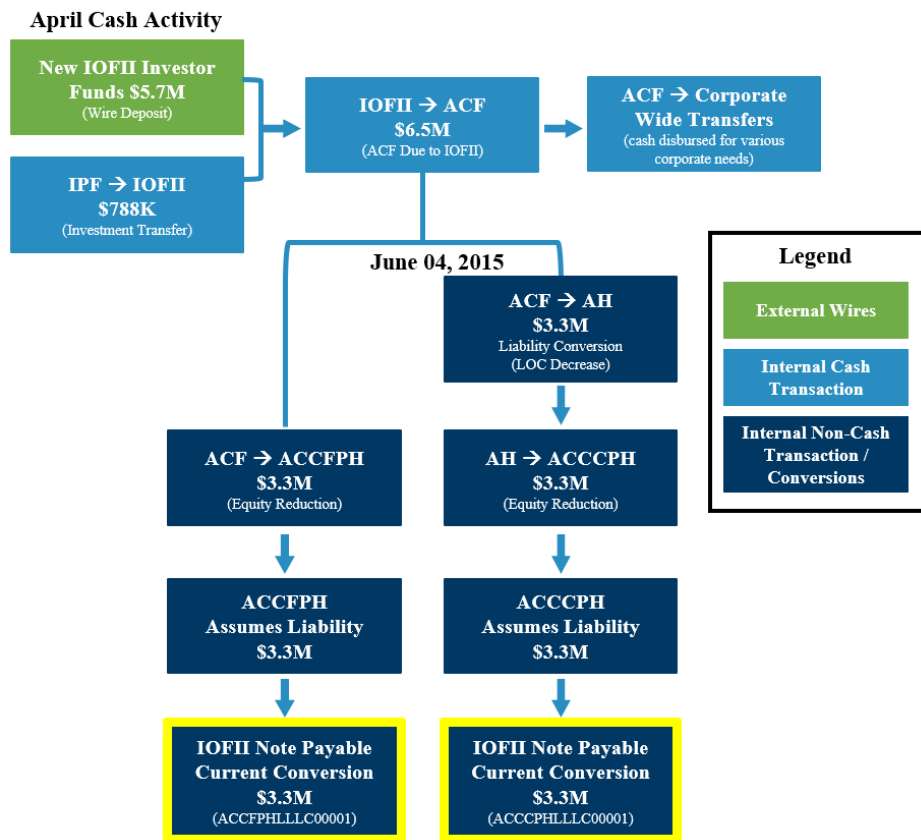 April Cash Activity
New IOFII Investor
Funds $5.7M
(Wire Deposit)
IPF → IOFII
$788K
(Investment Transfer)
IOFII → ACF
$6.5M
(ACF Due to IOFII)
ACF → Corporate
Wide Transfers
(cash disbursed for various
corporate needs)
June 04, 2015
ACF → AH
$3.3M
Liability Conversion
(LOC Decrease)
ACF → ACCFPH
$3.3M
(Equity Reduction)
AH → ACCCPH
$3.3M
(Equity Reduction)
ACCFPH
Assumes Liability
$3.3M
ACCCPH
Assumes Liability
$3.3M
IOFII Note Payable
Current Conversion
$3.3M
(ACCFPHLLLC00001)
IOFII Note Payable
Current Conversion
$3.3M
(ACCCPHLLLC00001)
Legend
External Wires
Internal Cash
Transaction
Internal Non-Cash
Transaction /
Conversions